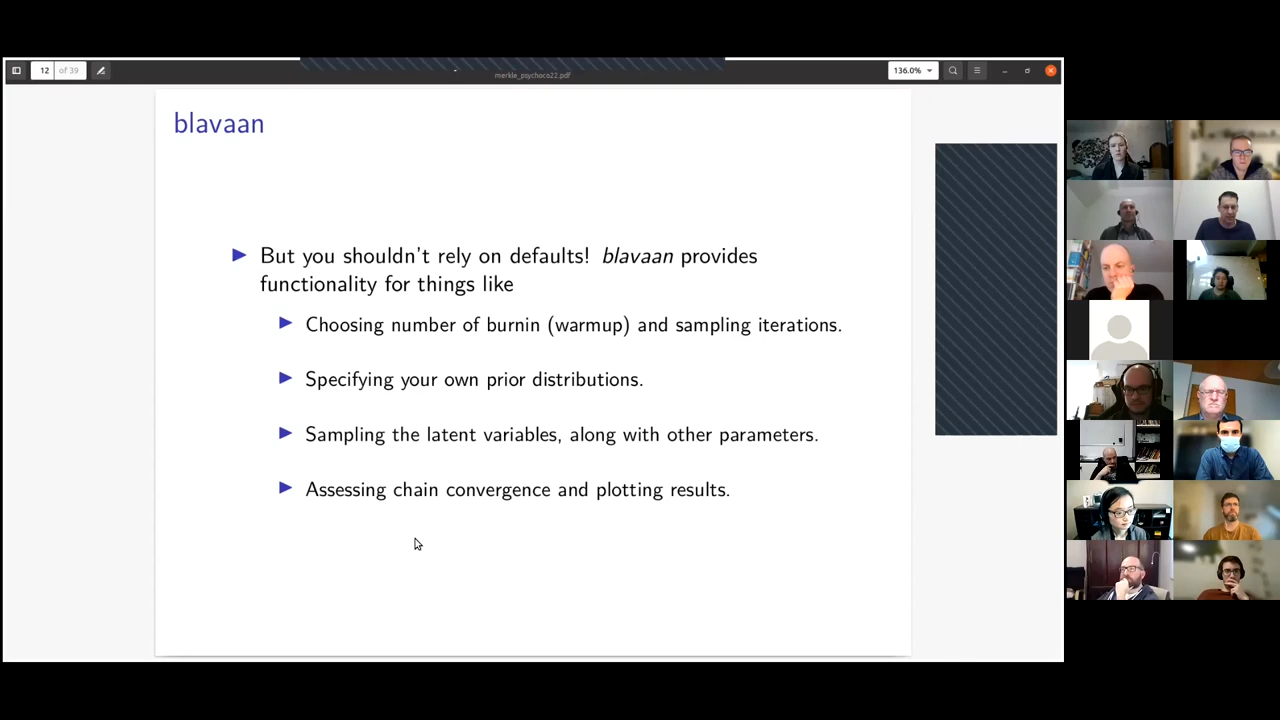 12 of 39
merkle_psychoco22.pdf
136.0%
blavaan
But you shouldn't rely on defaults! blavaan provides
functionality for things like
Choosing number of burnin (warmup) and sampling iterations.
Specifying your own prior distributions.
Sampling the latent variables, along with other parameters.
Assessing chain convergence and plotting results.